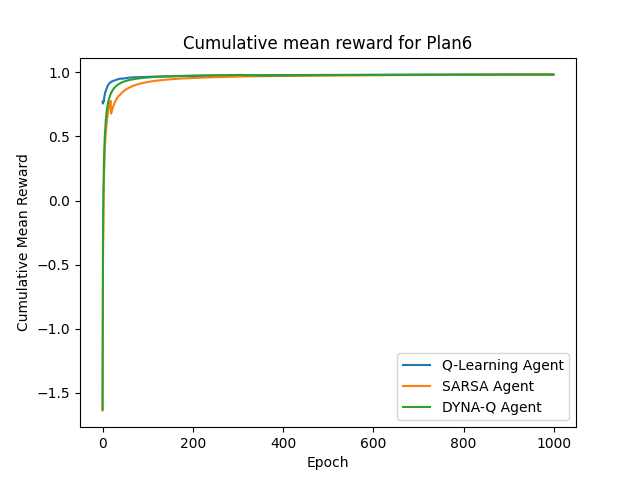 Cumulative mean reward for Plan6
Cumulative Mean Reward
1.0
0.5
0.0
−0.5
−1.0
−1.5
0
200
400
600
800
1000
Epoch
Q-Learning Agent
SARSA Agent
DYNA-Q Agent